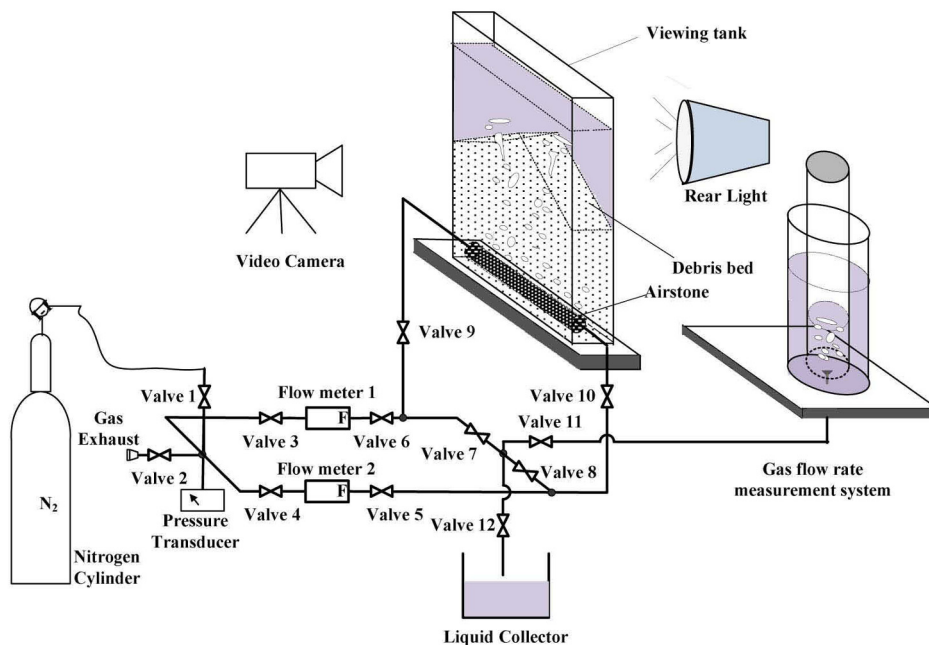 Viewing tank
Rear Light
Video Camera
Debris bed
Airstone
Valve 9
Valve 1
Flow meter 1
F
Valve 10
Valve 11
Gas
Exhaust
Valve 3
Valve 6
Valve 7
Valve 2
Flow meter 2
F
Valve 8
Gas flow rate
measurement system
N2
Valve 4
Valve 5
Valve 12
Pressure
Transducer
Nitrogen
Cylinder
Liquid Collector